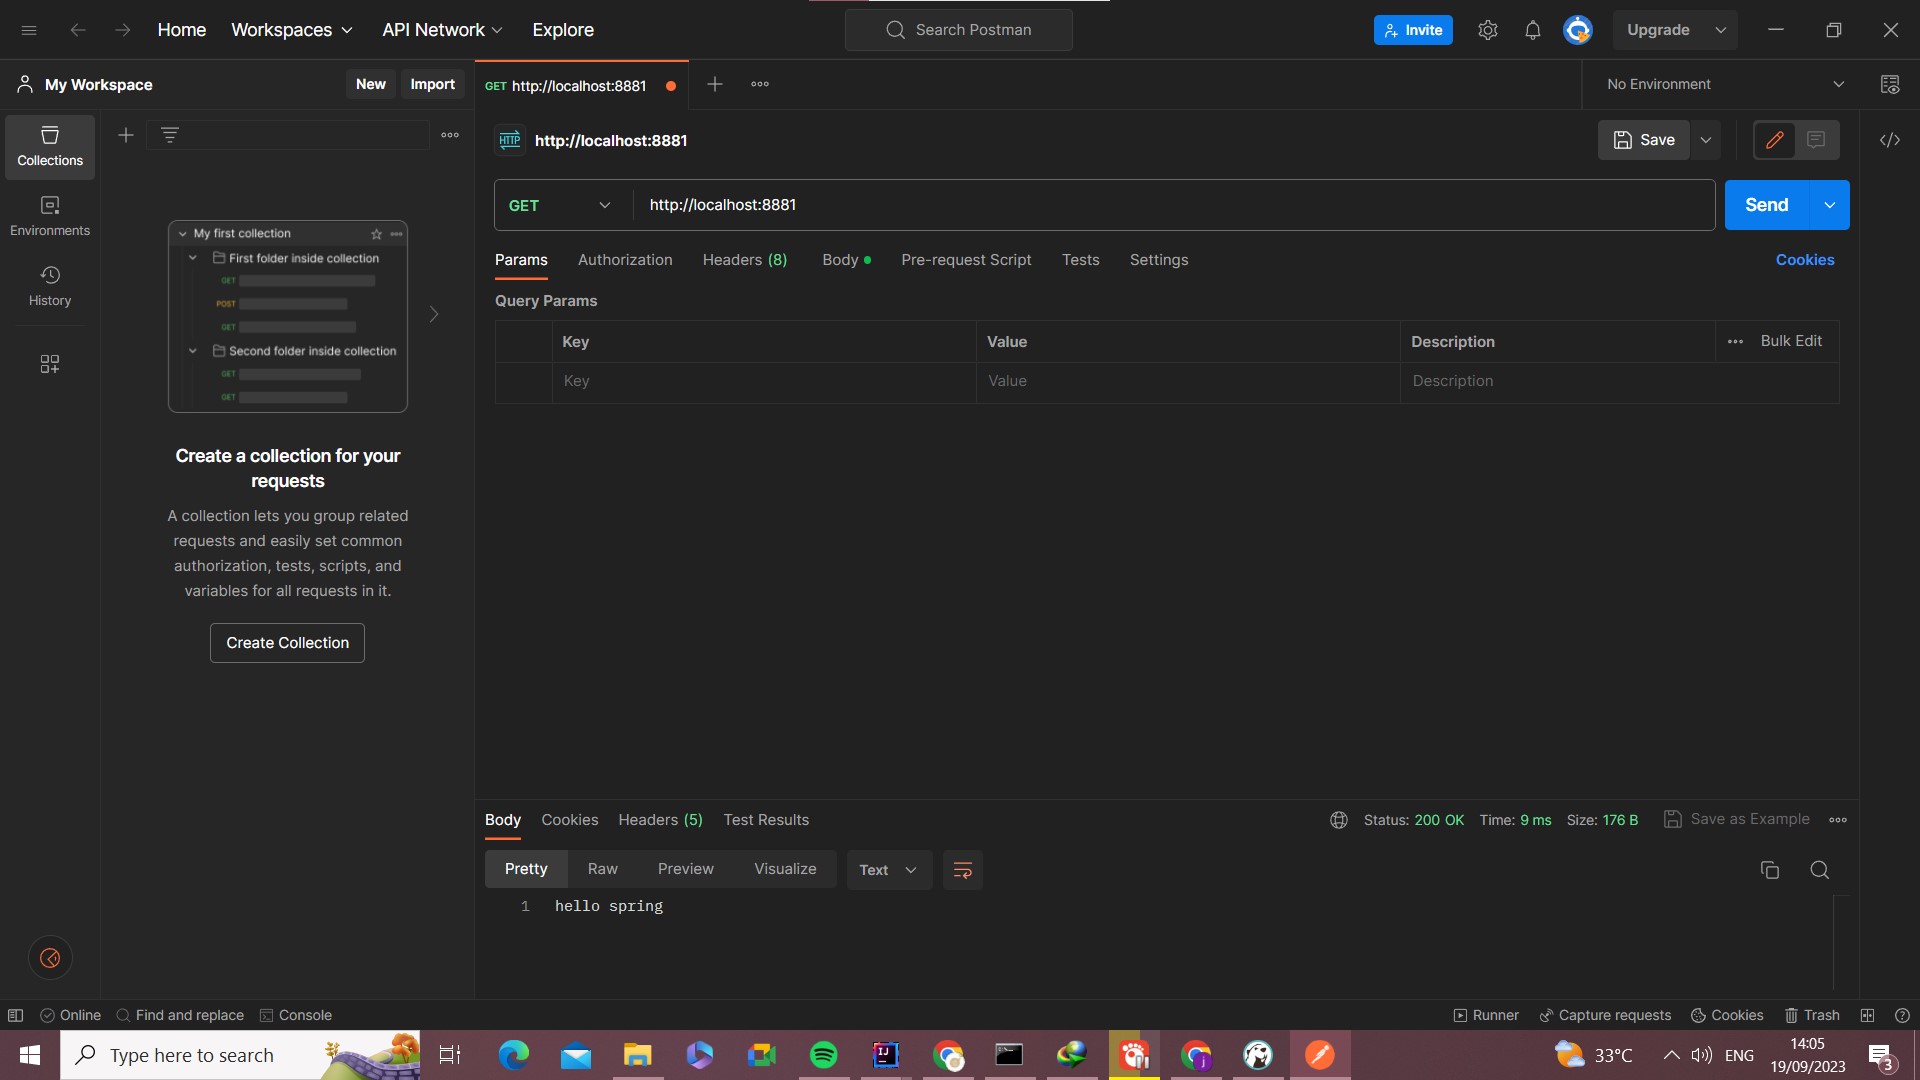 Home Workspaces API Network Explore Search Postman Invite Upgrade
My Workspace New Import GET http://localhost:8881 No Environment
Collections
Environments
History
My first collection
First folder inside collection
GET
POST
GET
Second folder inside collection
GET
GET
Create a collection for your
requests
A collection lets you group related
requests and easily set common
authorization, tests, scripts, and
variables for all requests in it.
Create Collection
HTTP http://localhost:8881 Save
GET http://localhost:8881 Send
Params Authorization Headers (8) Body Pre-request Script Tests Settings Cookies
Query Params
Key Value Description Bulk Edit
Key Value Description
Body Cookies Headers (5) Test Results Status: 200 OK Time: 9 ms Size: 176 B Save as Example
Pretty Raw Preview Visualize Text
1 hello spring
Online Find and replace Console Runner Capture requests Cookies Trash
Type here to search IJ j 33°C ENG 14:05
19/09/2023 3